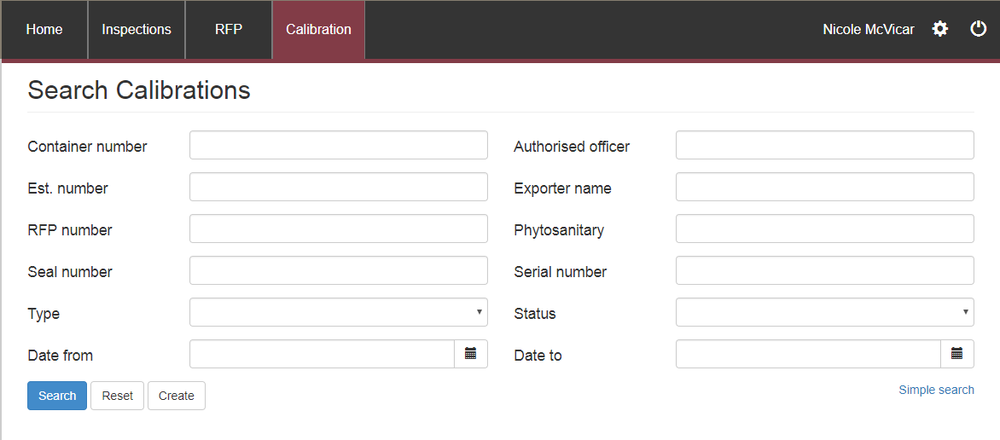 Home Inspections RFP Calibration Nicole McVicar
Search Calibrations
Container number Authorised officer
Est. number Exporter name
RFP number Phytosanitary
Seal number Serial number
Type Status
Date from Date to
Search Reset Create Simple search